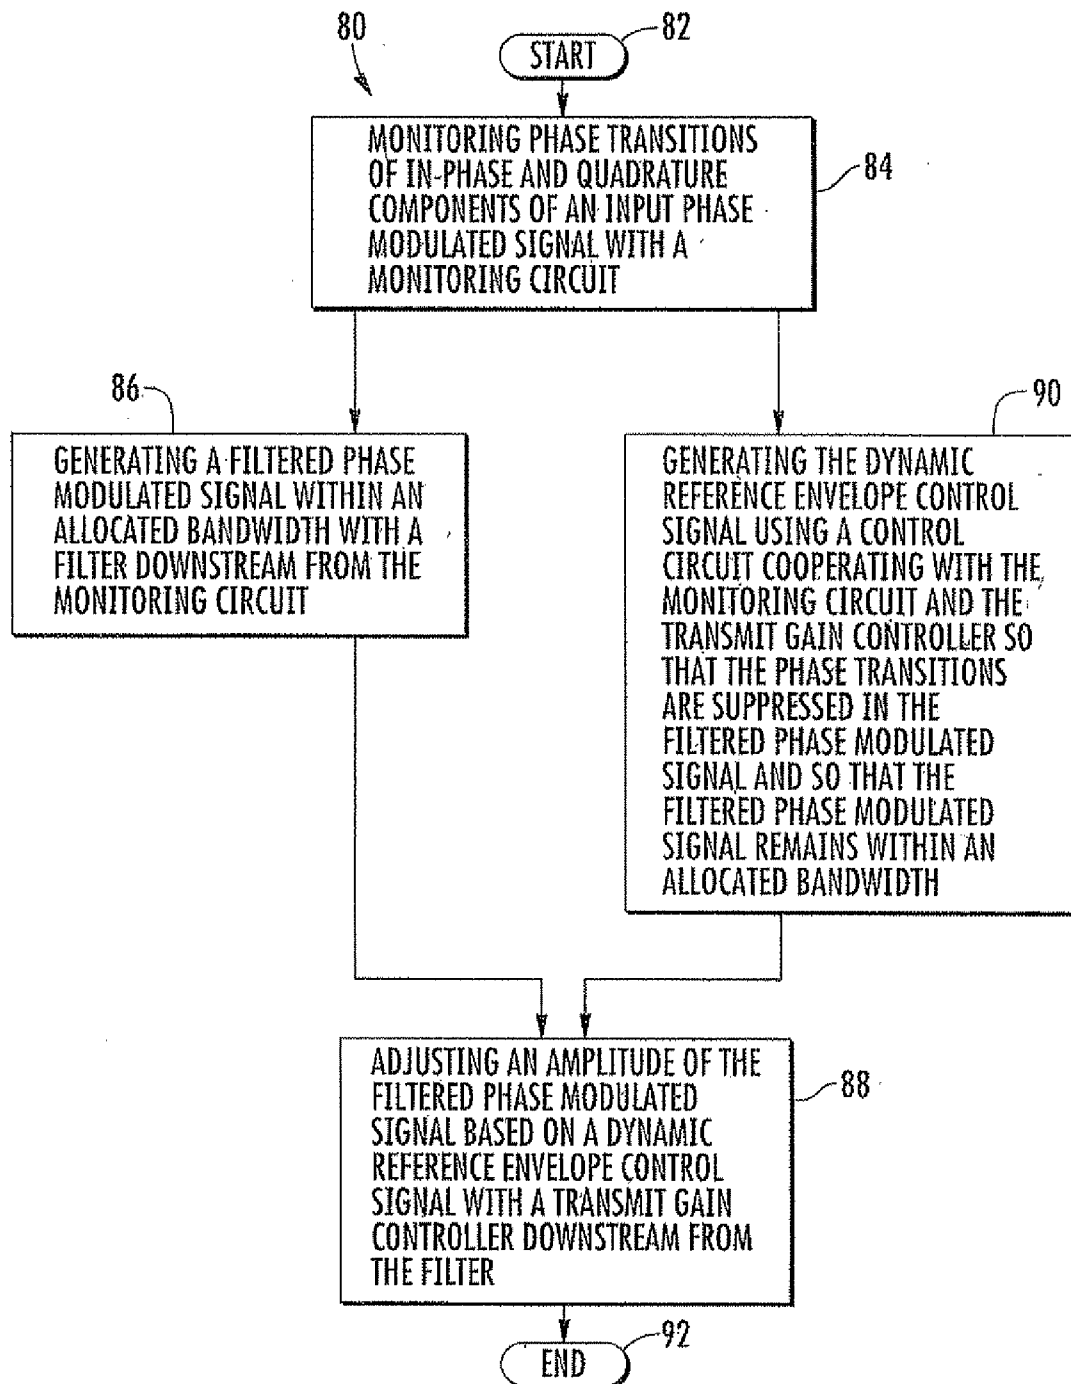 80
82
START
MONITORING PHASE TRANSITIONS
OF IN-PHASE AND QUADRATURE
COMPONENTS OF AN INPUT PHASE
MODULATED SIGNAL WITH A
MONITORING CIRCUIT
84
86
GENERATING A FILTERED PHASE
MODULATED SIGNAL WITHIN AN
ALLOCATED BANDWIDTH WITH A
FILTER DOWNSTREAM FROM THE
MONITORING CIRCUIT
90
GENERATING THE DYNAMIC
REFERENCE ENVELOPE CONTROL
SIGNAL USING A CONTROL
CIRCUIT COOPERATING WITH THE
MONITORING CIRCUIT AND THE
TRANSMIT GAIN CONTROLLER SO
THAT THE PHASE TRANSITIONS
ARE SUPPRESSED IN THE
FILTERED PHASE MODULATED
SIGNAL AND SO THAT THE
FILTERED PHASE MODULATED
SIGNAL REMAINS WITHIN AN
ALLOCATED BANDWIDTH
ADJUSTING AN AMPLITUDE OF THE
FILTERED PHASE MODULATED
SIGNAL BASED ON A DYNAMIC
REFERENCE ENVELOPE CONTROL
SIGNAL WITH A TRANSMIT GAIN
CONTROLLER DOWNSTREAM FROM
THE FILTER
88
92
END